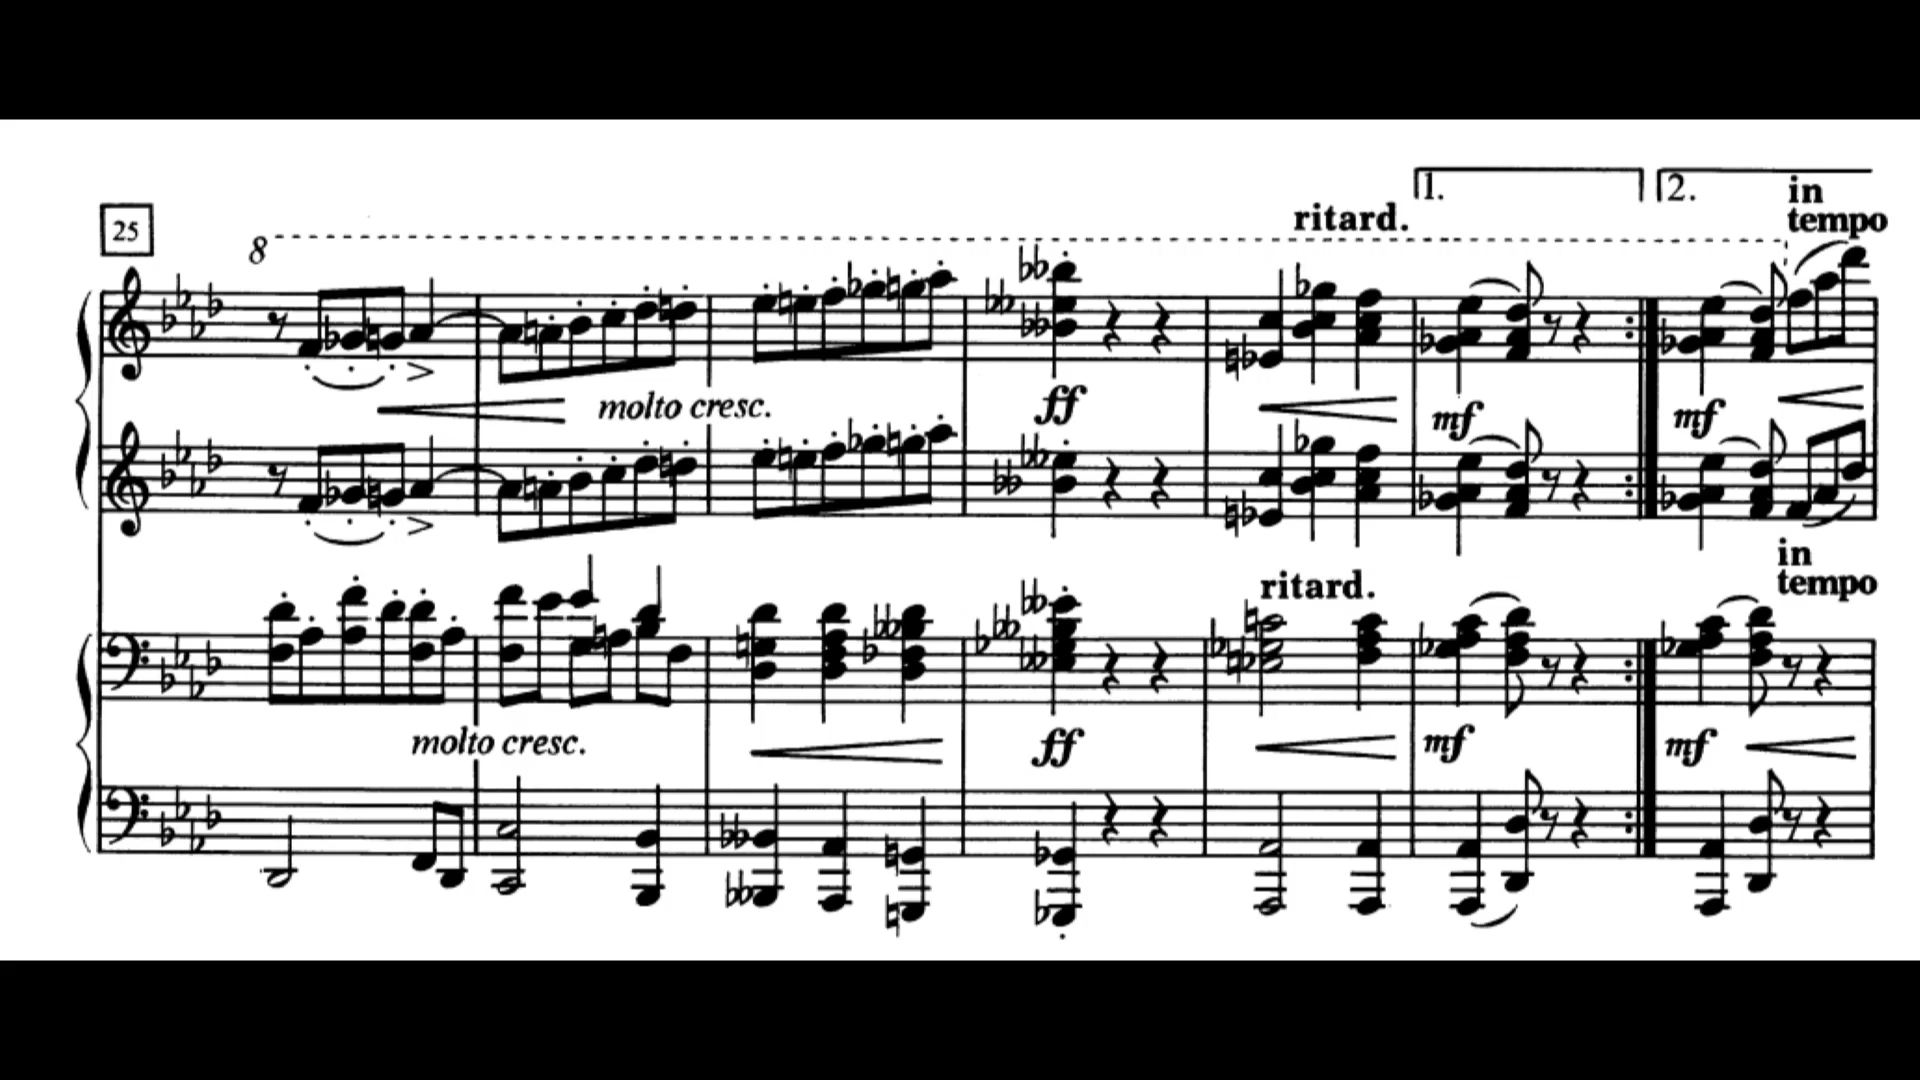 1.
2.
in
tempo
25
8
ritard.
molto cresc.
ff
mf
mf
ritard.
in
tempo
molto cresc.
ff
mf
mf